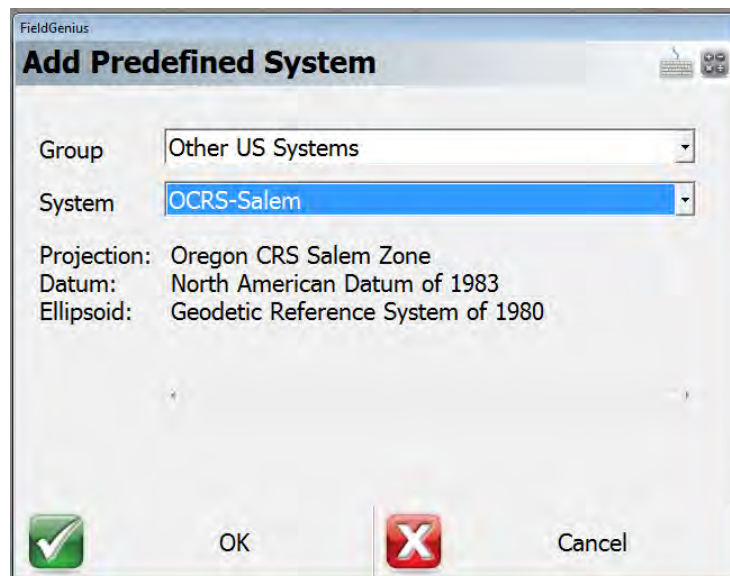 FieldGenius
Add Predefined System
Group Other US Systems
System OCRS-Salem
Projection: Oregon CRS Salem Zone
Datum: North American Datum of 1983
Ellipsoid: Geodetic Reference System of 1980
OK Cancel